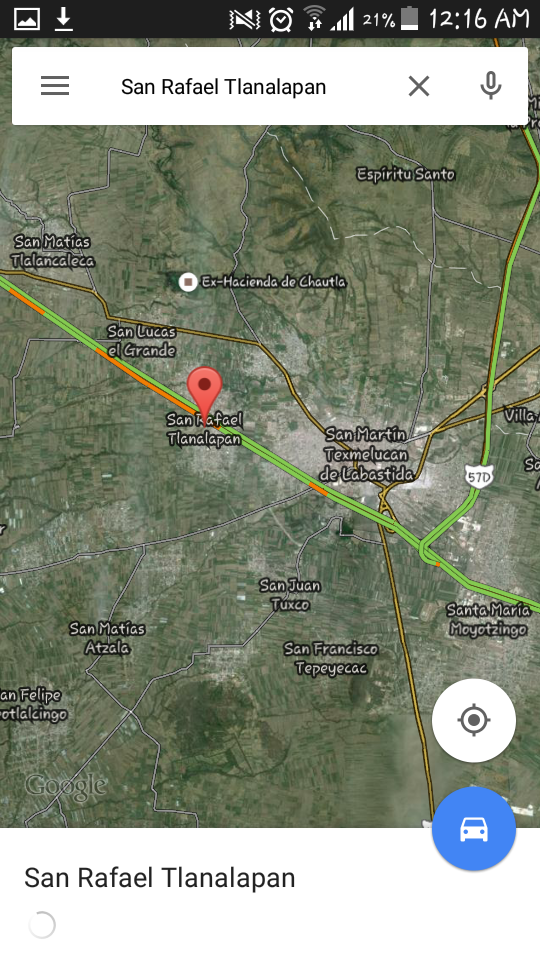 21% 12:16 AM
San Rafael Tlanalapan
Espíritu Santo
San Matías
Tlalancaleca
Ex-Hacienda de Chautla
San Lucas
el Grande
San Rafael
Tlanalapan
San Martín
Texmelucan
de Labastida
Villa
57D
San Juan
Tuxco
Santa María
Moyotzingo
San Matías
Atzala
San Francisco
Tepeyecac
an Felipe
otlalcingo
Google
San Rafael Tlanalapan